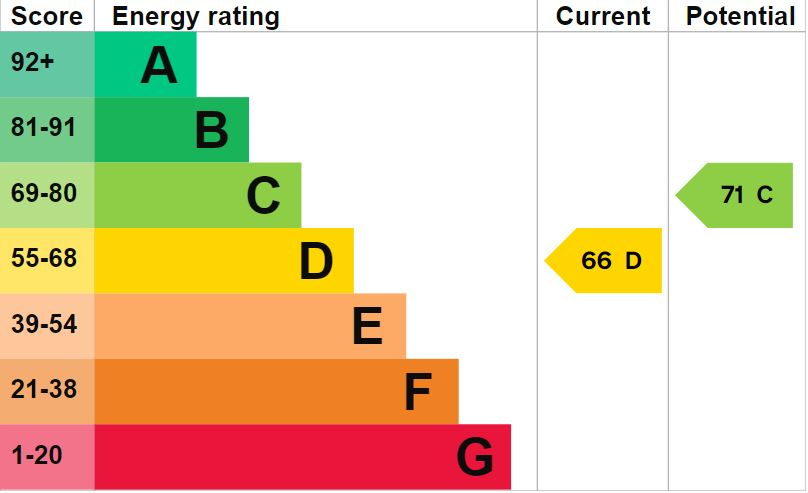 Score Energy rating Current Potential
92+ A
81-91 B
69-80 C 71 C
55-68 D 66 D
39-54 E
21-38 F
1-20 G